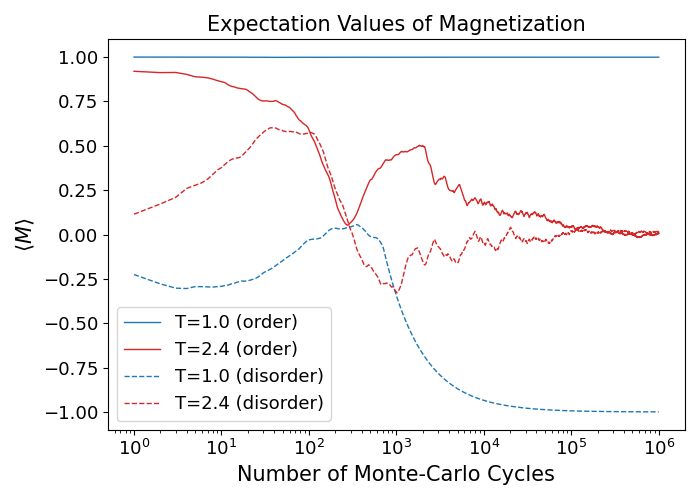 Expectation Values of Magnetization
⟨M⟩
1.00
0.75
0.50
0.25
0.00
−0.25
−0.50
−0.75
−1.00
T=1.0 (order)
T=2.4 (order)
T=1.0 (disorder)
T=2.4 (disorder)
10⁰ 10¹ 10² 10³ 10⁴ 10⁵ 10⁶
Number of Monte-Carlo Cycles